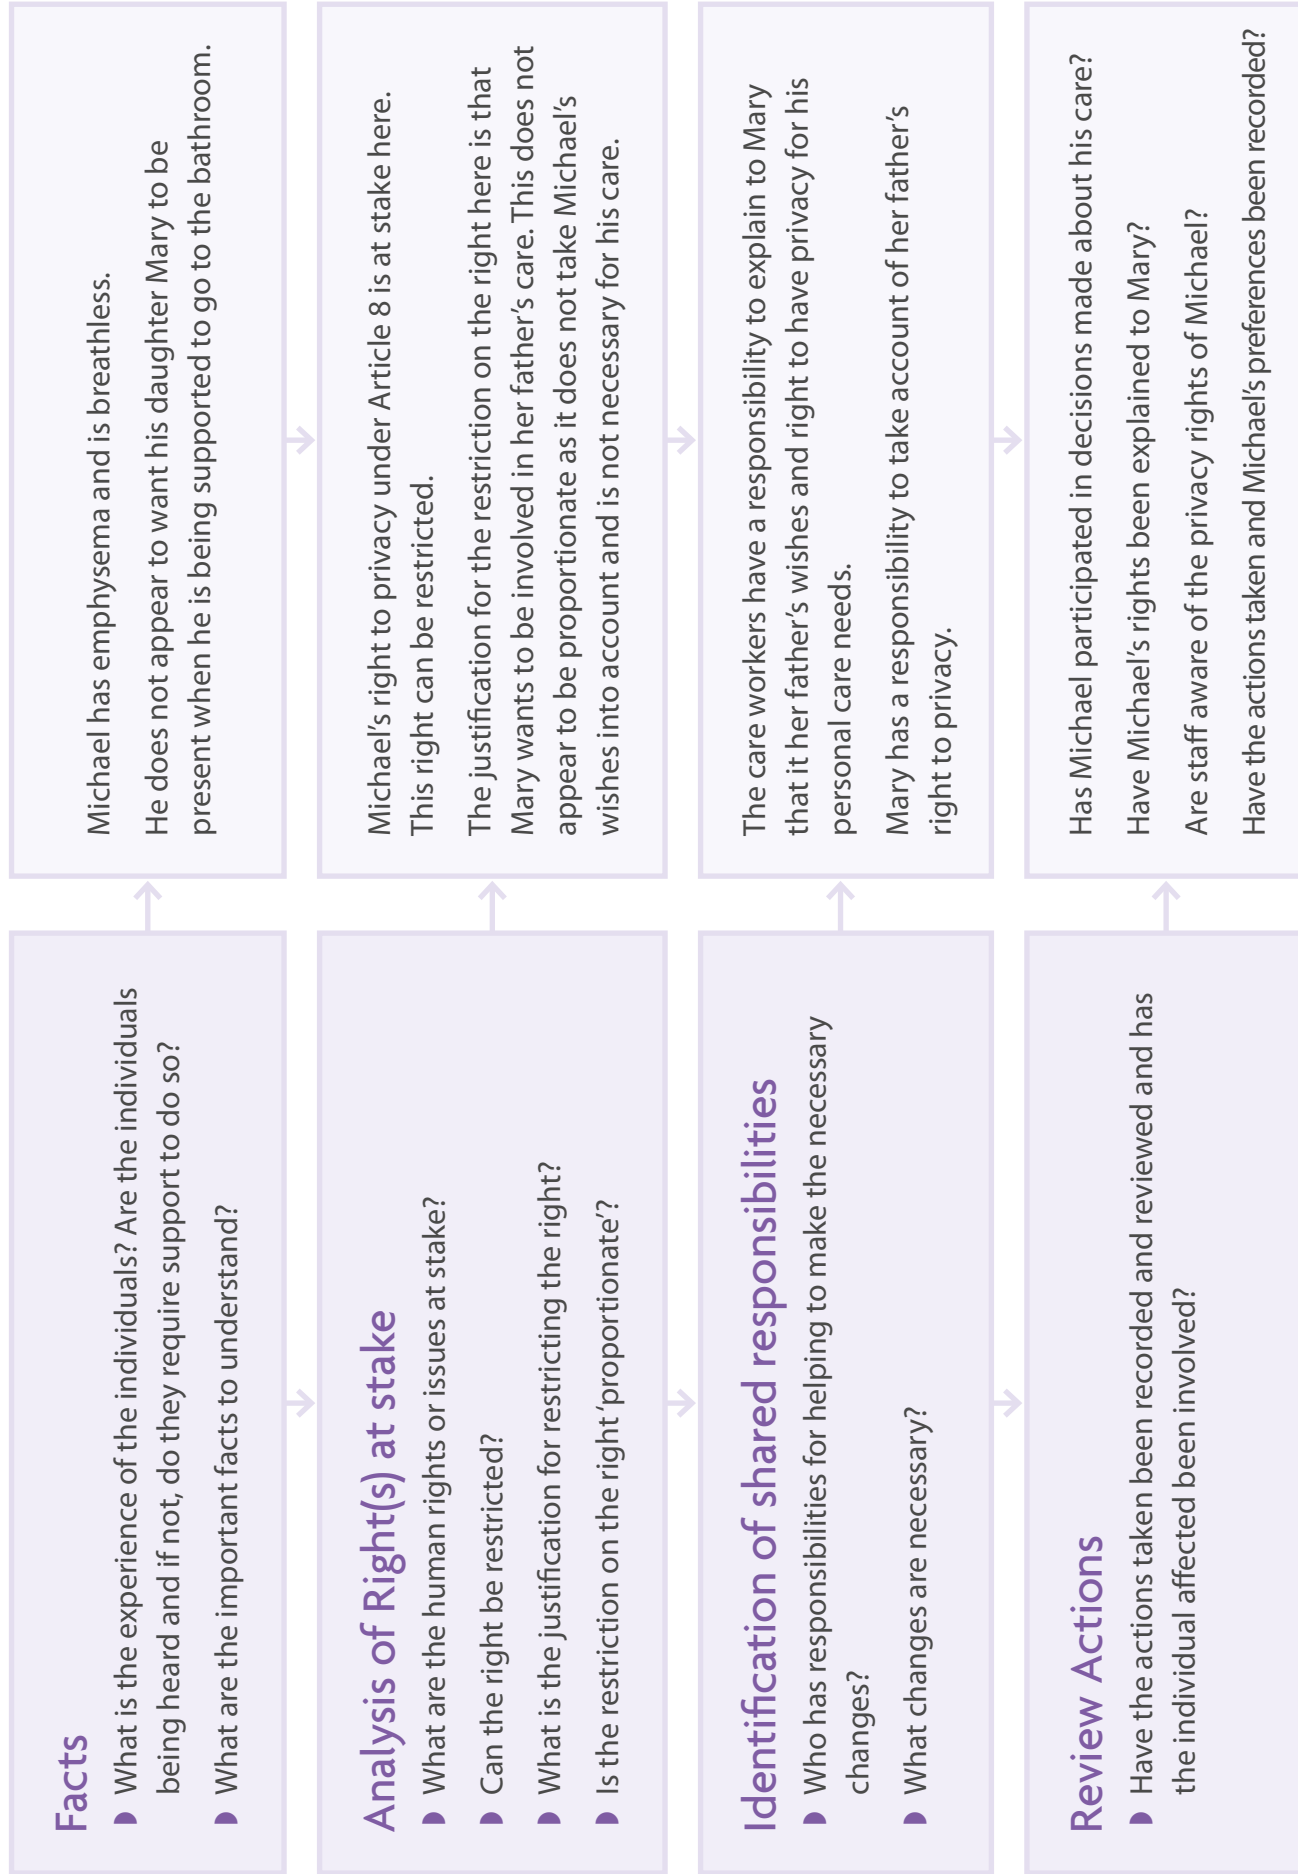 Facts
What is the experience of the individuals? Are the individuals
being heard and if not, do they require support to do so?
What are the important facts to understand?
Michael has emphysema and is breathless.
He does not appear to want his daughter Mary to be
present when he is being supported to go to the bathroom.
Analysis of Right(s) at stake
What are the human rights or issues at stake?
Can the right be restricted?
What is the justification for restricting the right?
Is the restriction on the right 'proportionate'?
Michael's right to privacy under Article 8 is at stake here.
This right can be restricted.
The justification for the restriction on the right here is that
Mary wants to be involved in her father's care. This does not
appear to be proportionate as it does not take Michael's
wishes into account and is not necessary for his care.
Identification of shared responsibilities
Who has responsibilities for helping to make the necessary
changes?
What changes are necessary?
The care workers have a responsibility to explain to Mary
that it her father's wishes and right to have privacy for his
personal care needs.
Mary has a responsibility to take account of her father's
right to privacy.
Review Actions
Have the actions taken been recorded and reviewed and has
the individual affected been involved?
Has Michael participated in decisions made about his care?
Have Michael's rights been explained to Mary?
Are staff aware of the privacy rights of Michael?
Have the actions taken and Michael's preferences been recorded?